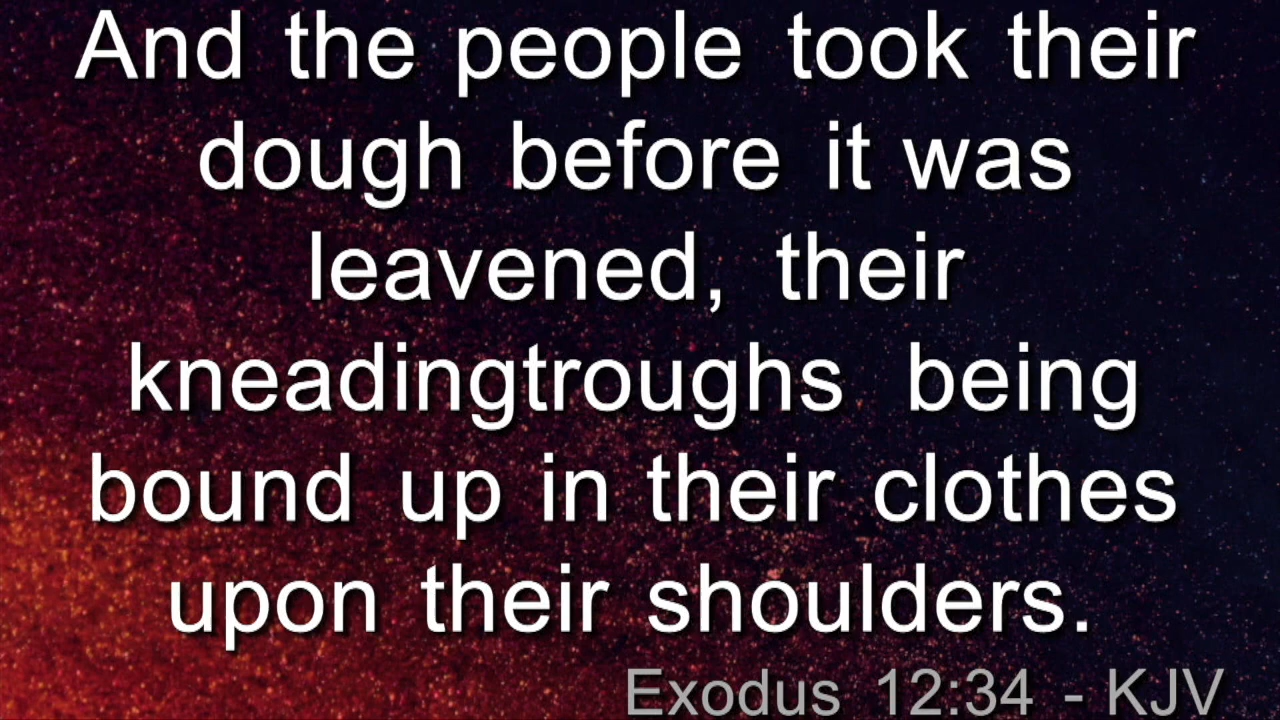 And the people took their
dough before it was
leavened, their
kneadingtroughs being
bound up in their clothes
upon their shoulders.
Exodus 12:34 - KJV